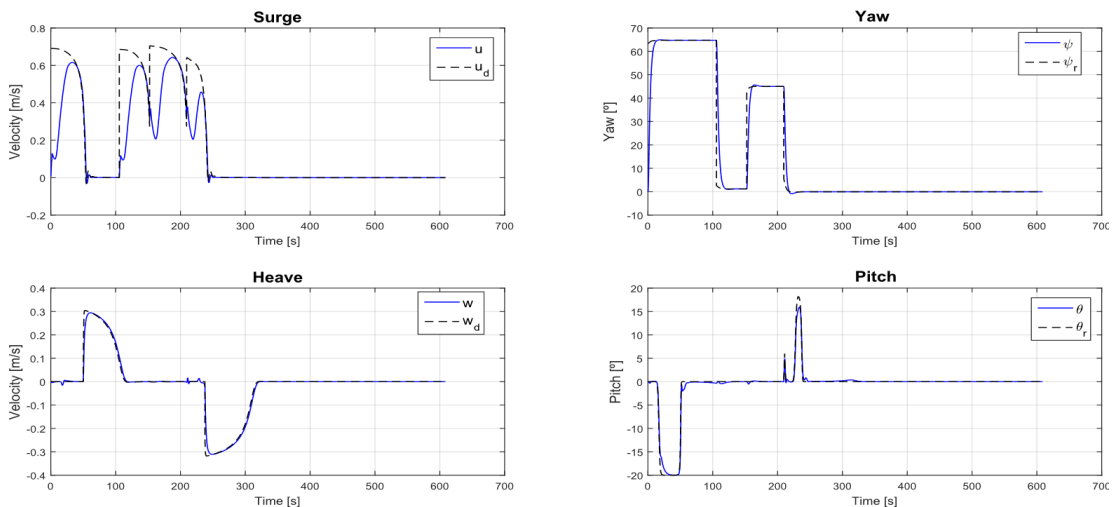 Surge
0.8
0.6
0.4
0.2
0
0.2
Velocity [m/s]
0 100 200 300 400 500 600 700
Time [s]
u
u_d
Yaw
70
60
50
40
30
20
10
0
-10
Yaw [º]
0 100 200 300 400 500 600 700
Time [s]
ψ
ψ_r
Heave
0.4
0.3
0.2
0.1
0
-0.1
-0.2
-0.3
-0.4
Velocity [m/s]
0 100 200 300 400 500 600 700
Time [s]
w
w_d
Pitch
20
15
10
5
0
-5
-10
-15
-20
Pitch [º]
0 100 200 300 400 500 600 700
Time [s]
θ
θ_r